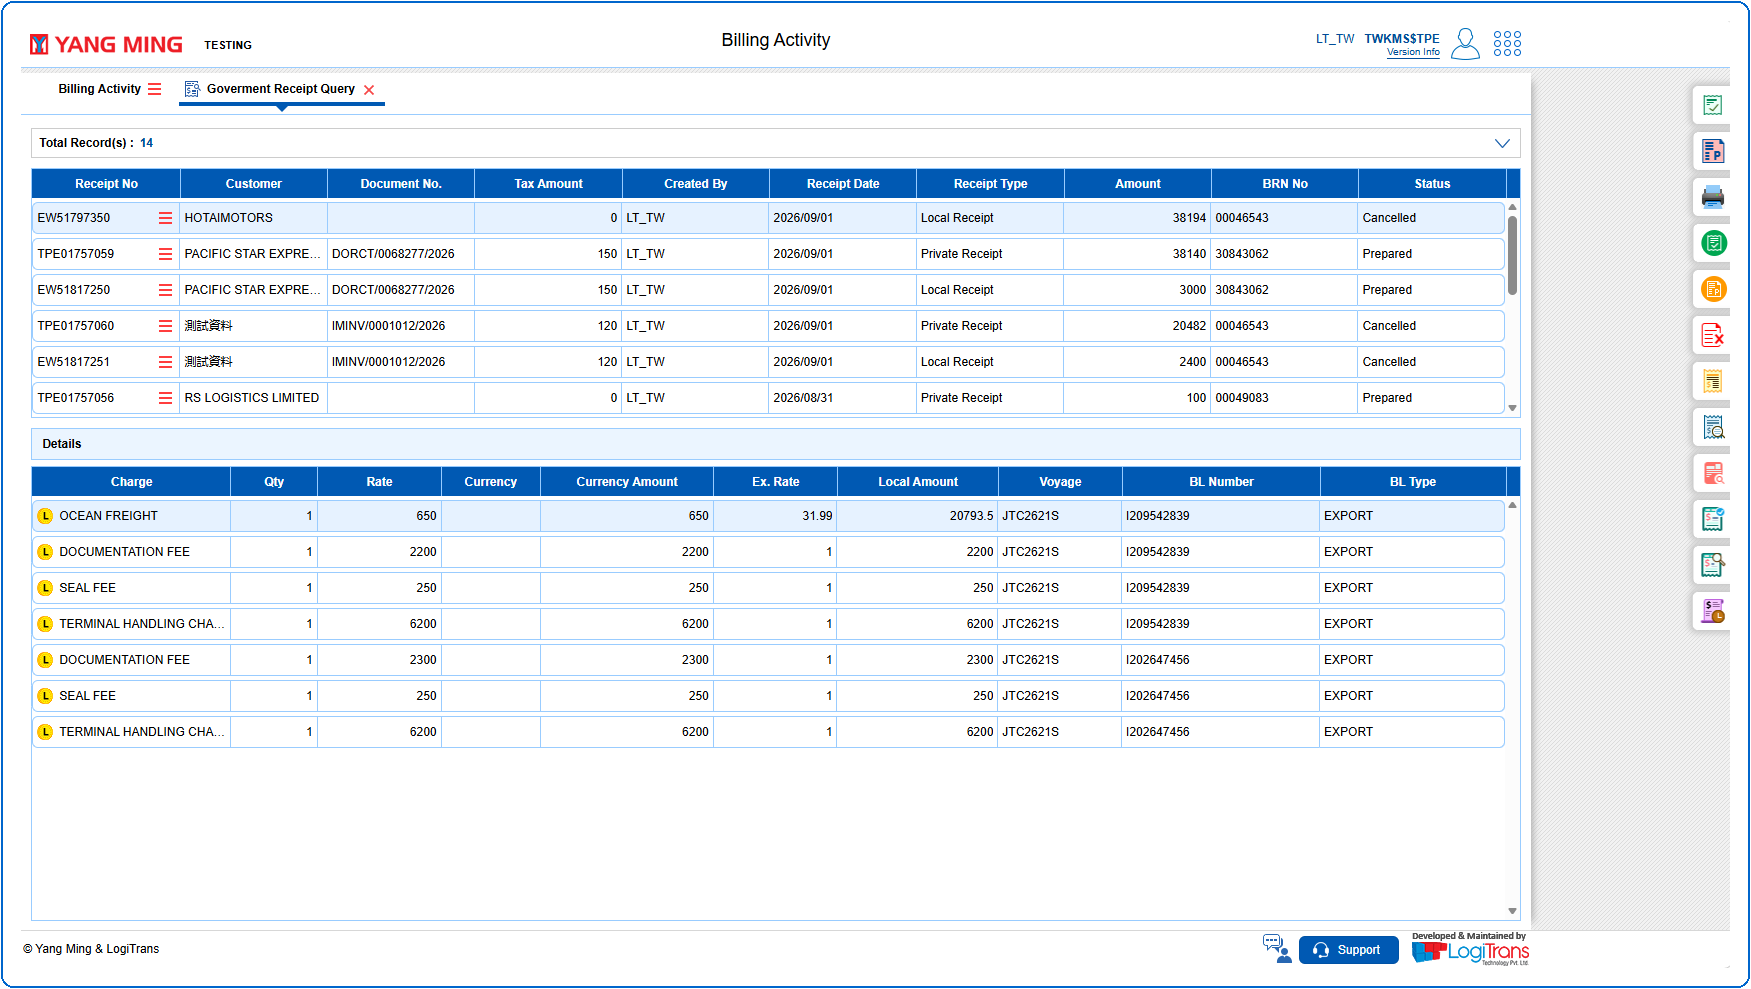 YANG MING TESTING Billing Activity LT_TW TWKMS$TPE
Version Info
Billing Activity Goverment Receipt Query
Total Record(s) : 14
Receipt No Customer Document No. Tax Amount Created By Receipt Date Receipt Type Amount BRN No Status
EW51797350 HOTAIMOTORS 0 LT_TW 2026/09/01 Local Receipt 38194 00046543 Cancelled
TPE01757059 PACIFIC STAR EXPRE... DORCT/0068277/2026 150 LT_TW 2026/09/01 Private Receipt 38140 30843062 Prepared
EW51817250 PACIFIC STAR EXPRE... DORCT/0068277/2026 150 LT_TW 2026/09/01 Local Receipt 3000 30843062 Prepared
TPE01757060 測試資料 IMINV/0001012/2026 120 LT_TW 2026/09/01 Private Receipt 20482 00046543 Cancelled
EW51817251 測試資料 IMINV/0001012/2026 120 LT_TW 2026/09/01 Local Receipt 2400 00046543 Cancelled
TPE01757056 RS LOGISTICS LIMITED 0 LT_TW 2026/08/31 Private Receipt 100 00049083 Prepared
Details
Charge Qty Rate Currency Currency Amount Ex. Rate Local Amount Voyage BL Number BL Type
L OCEAN FREIGHT 1 650 650 31.99 20793.5 JTC2621S I209542839 EXPORT
L DOCUMENTATION FEE 1 2200 2200 1 2200 JTC2621S I209542839 EXPORT
L SEAL FEE 1 250 250 1 250 JTC2621S I209542839 EXPORT
L TERMINAL HANDLING CHA... 1 6200 6200 1 6200 JTC2621S I209542839 EXPORT
L DOCUMENTATION FEE 1 2300 2300 1 2300 JTC2621S I202647456 EXPORT
L SEAL FEE 1 250 250 1 250 JTC2621S I202647456 EXPORT
L TERMINAL HANDLING CHA... 1 6200 6200 1 6200 JTC2621S I202647456 EXPORT
© Yang Ming & LogiTrans Support
Developed & Maintained by
LogiTrans
Technology Pvt. Ltd.